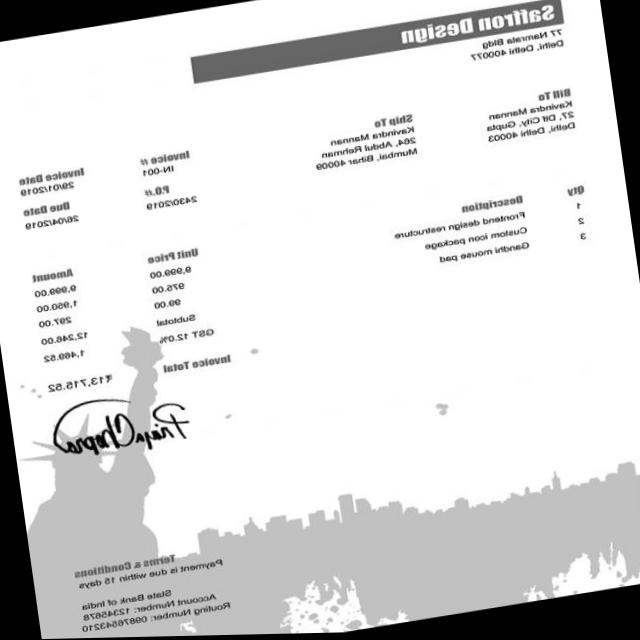 Saffron Design
77 Namrala Bldg
Delhi, Delhi 400077
Bill To
Kavindra Mannan
27, Dlf City, Gupta
Delhi, Delhi 40003
Ship To
Kavindra Mannan
264, Abdul Rehman
Mumbai, Bihar 40009
Invoice #
IN-001
Invoice Date
29/01/2019
P.O.#
2430/2019
Due Date
26/04/2019
Qty Description Unit Price Amount
1 Frontend design restructure 9,999.00 9,999.00
2 Custom icon package 975.00 1,950.00
3 Gandhi mouse pad 99.00 297.00
Subtotal 12,246.00
GST 12.0% 1,469.52
Invoice Total ₹13,715.52
Priya Chopra
Terms & Conditions
Payment is due within 15 days
State Bank of India
Account Number: 12345678
Routing Number: 09876543210